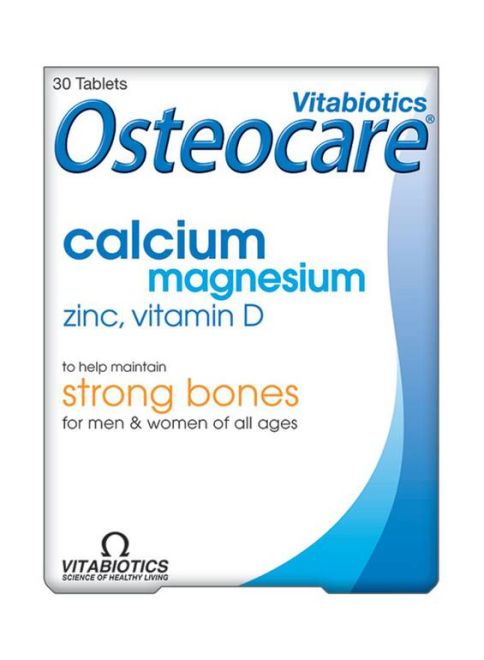 30 Tablets
Vitabiotics
Osteocare®
calcium
magnesium
zinc, vitamin D
to help maintain
strong bones
for men & women of all ages
VITABIOTICS
SCIENCE OF HEALTHY LIVING